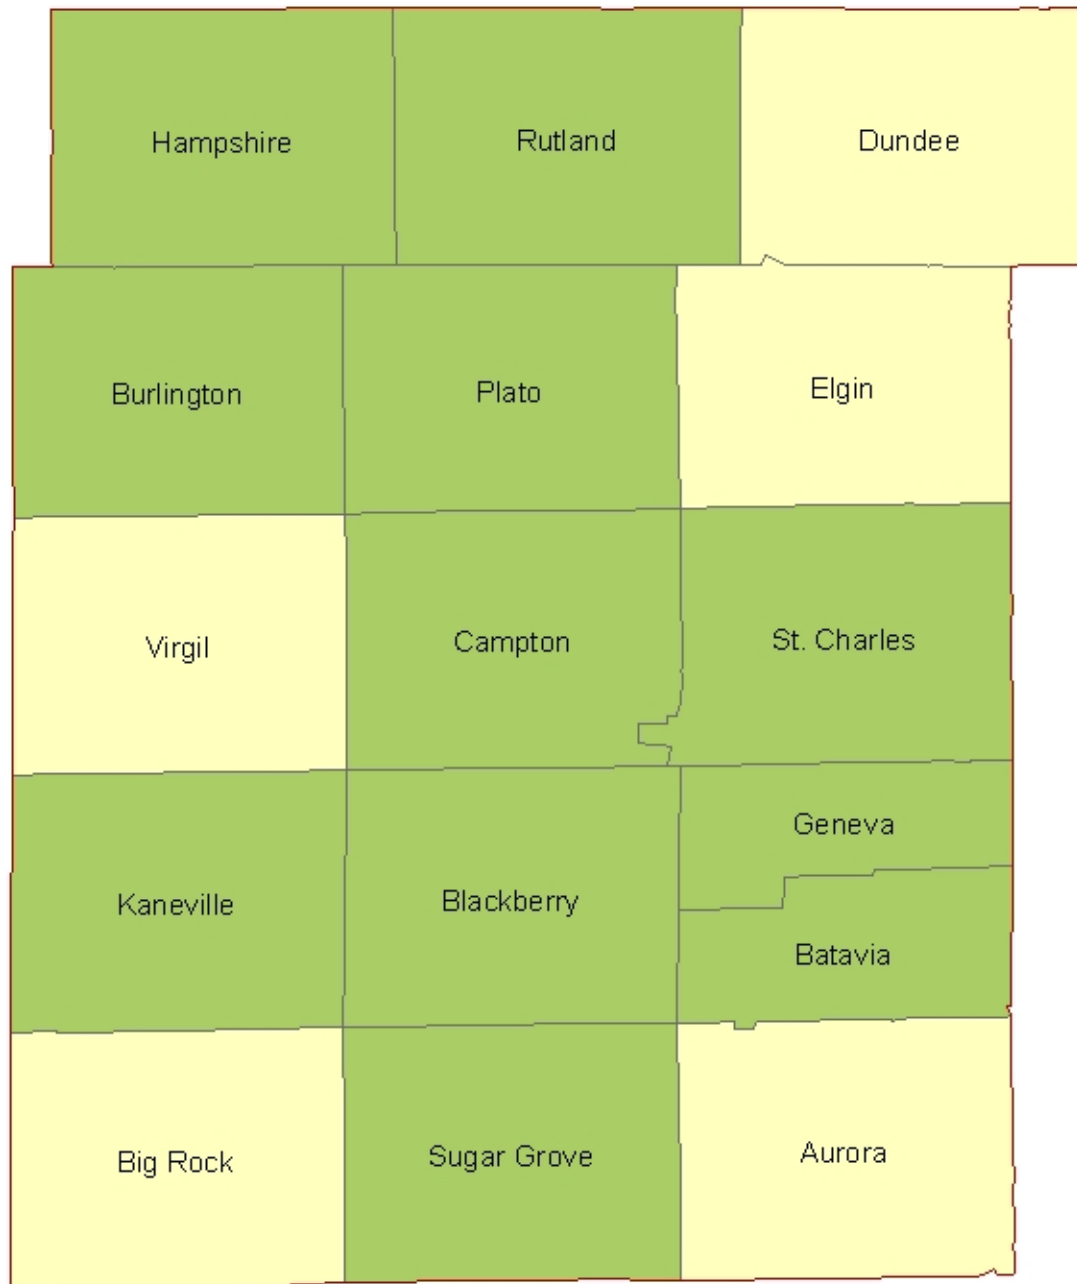 Hampshire
Rutland
Dundee
Burlington
Plato
Elgin
Virgil
Campton
St. Charles
Geneva
Kaneville
Blackberry
Batavia
Big Rock
Sugar Grove
Aurora